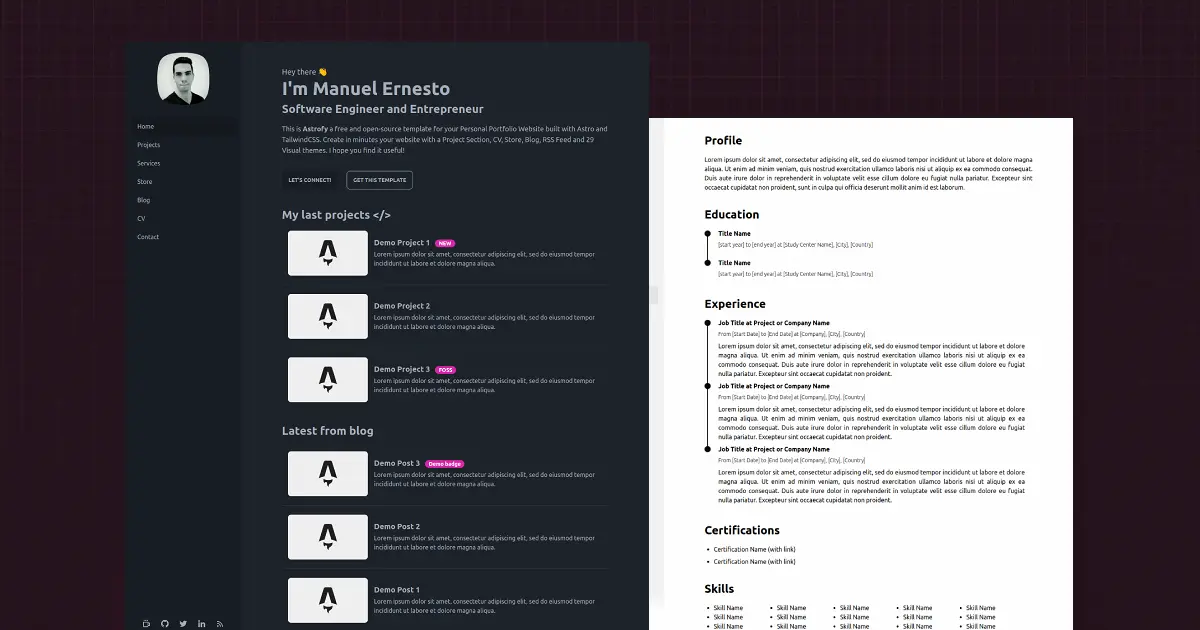 Home
Projects
Services
Store
Blog
CV
Contact
Hey there 👋
I'm Manuel Ernesto
Software Engineer and Entrepreneur
This is Astrofy a free and open-source template for your Personal Portfolio Website built with Astro and
TailwindCSS. Create in minutes your website with a Project Section, CV, Store, Blog, RSS Feed and 29
Visual themes. I hope you find it useful!
LET'S CONNECT! GET THIS TEMPLATE
My last projects </>
Demo Project 1 NEW
Lorem ipsum dolor sit amet, consectetur adipiscing elit, sed do eiusmod tempor
incididunt ut labore et dolore magna aliqua.
Demo Project 2
Lorem ipsum dolor sit amet, consectetur adipiscing elit, sed do eiusmod tempor
incididunt ut labore et dolore magna aliqua.
Demo Project 3 FOSS
Lorem ipsum dolor sit amet, consectetur adipiscing elit, sed do eiusmod tempor
incididunt ut labore et dolore magna aliqua.
Latest from blog
Demo Post 3 Demo badge
Lorem ipsum dolor sit amet, consectetur adipiscing elit, sed do eiusmod tempor
incididunt ut labore et dolore magna aliqua.
Demo Post 2
Lorem ipsum dolor sit amet, consectetur adipiscing elit, sed do eiusmod tempor
incididunt ut labore et dolore magna aliqua.
Demo Post 1
Lorem ipsum dolor sit amet, consectetur adipiscing elit, sed do eiusmod tempor
incididunt ut labore et dolore magna aliqua.
Profile
Lorem ipsum dolor sit amet, consectetur adipiscing elit, sed do eiusmod tempor incididunt ut labore et dolore magna
aliqua. Ut enim ad minim veniam, quis nostrud exercitation ullamco laboris nisi ut aliquip ex ea commodo consequat.
Duis aute irure dolor in reprehenderit in voluptate velit esse cillum dolore eu fugiat nulla pariatur. Excepteur sint
occaecat cupidatat non proident, sunt in culpa qui officia deserunt mollit anim id est laborum.
Education
Title Name
[start year] to [end year] at [Study Center Name], [City], [Country]
Title Name
[start year] to [end year] at [Study Center Name], [City], [Country]
Experience
Job Title at Project or Company Name
From [Start Date] to [End Date] at [Company], [City], [Country]
Lorem ipsum dolor sit amet, consectetur adipiscing elit, sed do eiusmod tempor incididunt ut labore et dolore
magna aliqua. Ut enim ad minim veniam, quis nostrud exercitation ullamco laboris nisi ut aliquip ex ea
commodo consequat. Duis aute irure dolor in reprehenderit in voluptate velit esse cillum dolore eu fugiat
nulla pariatur. Excepteur sint occaecat cupidatat non proident.
Job Title at Project or Company Name
From [Start Date] to [End Date] at [Company], [City], [Country]
Lorem ipsum dolor sit amet, consectetur adipiscing elit, sed do eiusmod tempor incididunt ut labore et dolore
magna aliqua. Ut enim ad minim veniam, quis nostrud exercitation ullamco laboris nisi ut aliquip ex ea
commodo consequat. Duis aute irure dolor in reprehenderit in voluptate velit esse cillum dolore eu fugiat
nulla pariatur. Excepteur sint occaecat cupidatat non proident.
Job Title at Project or Company Name
From [Start Date] to [End Date] at [Company], [City], [Country]
Lorem ipsum dolor sit amet, consectetur adipiscing elit, sed do eiusmod tempor incididunt ut labore et dolore
magna aliqua. Ut enim ad minim veniam, quis nostrud exercitation ullamco laboris nisi ut aliquip ex ea
commodo consequat. Duis aute irure dolor in reprehenderit in voluptate velit esse cillum dolore eu fugiat
nulla pariatur. Excepteur sint occaecat cupidatat non proident.
Certifications
• Certification Name (with link)
• Certification Name (with link)
Skills
• Skill Name • Skill Name • Skill Name • Skill Name • Skill Name
• Skill Name • Skill Name • Skill Name • Skill Name • Skill Name
• Skill Name • Skill Name • Skill Name • Skill Name • Skill Name